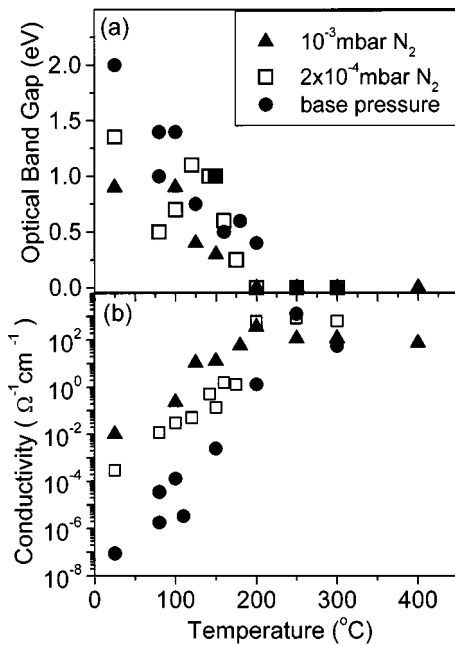 (a)
10⁻³mbar N₂
2x10⁻⁴mbar N₂
base pressure
Optical Band Gap (eV)
2.0
1.5
1.0
0.5
0.0
(b)
Conductivity ( Ω⁻¹cm ⁻¹)
10²
10⁰
10⁻²
10⁻⁴
10⁻⁶
10⁻⁸
0 100 200 300 400
Temperature (°C)